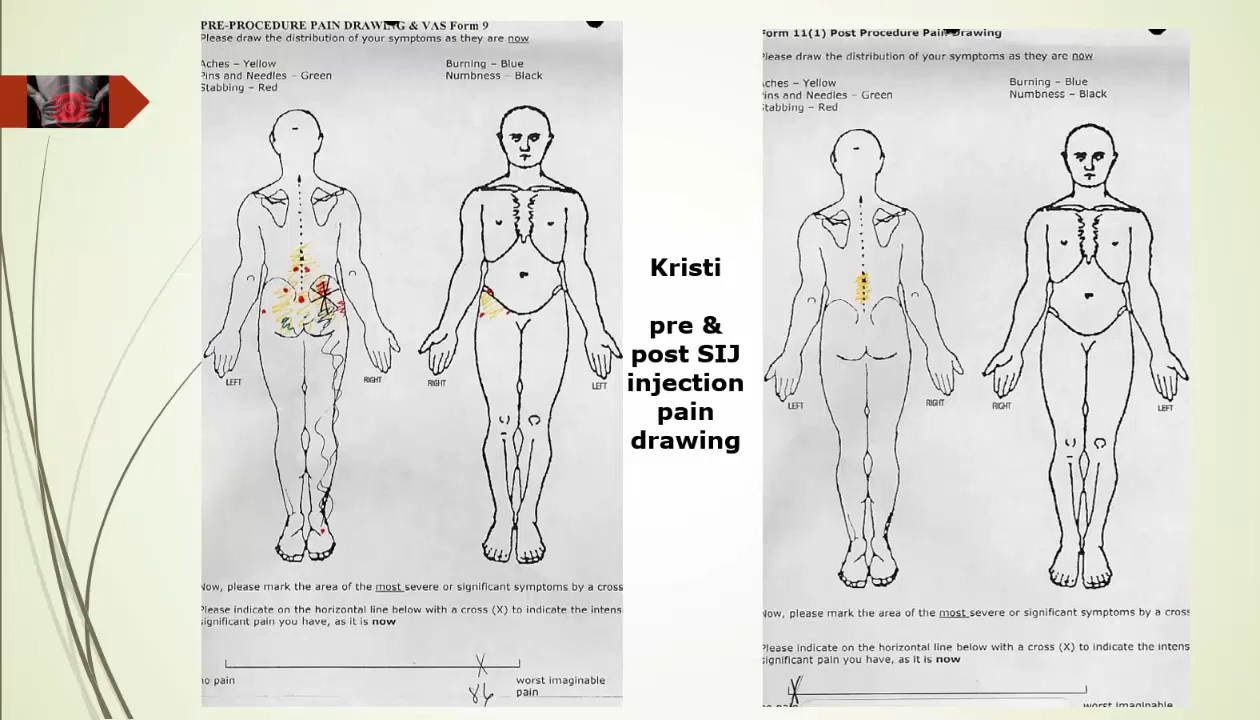 PRE-PROCEDURE PAIN DRAWING & VAS Form 9
Please draw the distribution of your symptoms as they are now
Aches – Yellow
Pins and Needles – Green
Stabbing – Red
Burning – Blue
Numbness – Black
LEFT
RIGHT
RIGHT
LEFT
Now, please mark the area of the most severe or significant symptoms by a cross
Please indicate on the horizontal line below with a cross (X) to indicate the intens
significant pain you have, as it is now
X
no pain
worst imaginable
pain
86
Kristi
pre &
post SIJ
injection
pain
drawing
Form 11(1) Post Procedure Pain Drawing
Please draw the distribution of your symptoms as they are now
Aches – Yellow
Pins and Needles – Green
Stabbing – Red
Burning – Blue
Numbness – Black
LEFT
RIGHT
RIGHT
LEFT
Now, please mark the area of the most severe or significant symptoms by a cross
Please indicate on the horizontal line below with a cross (X) to indicate the intens
significant pain you have, as it is now
X
no pain
worst imaginable